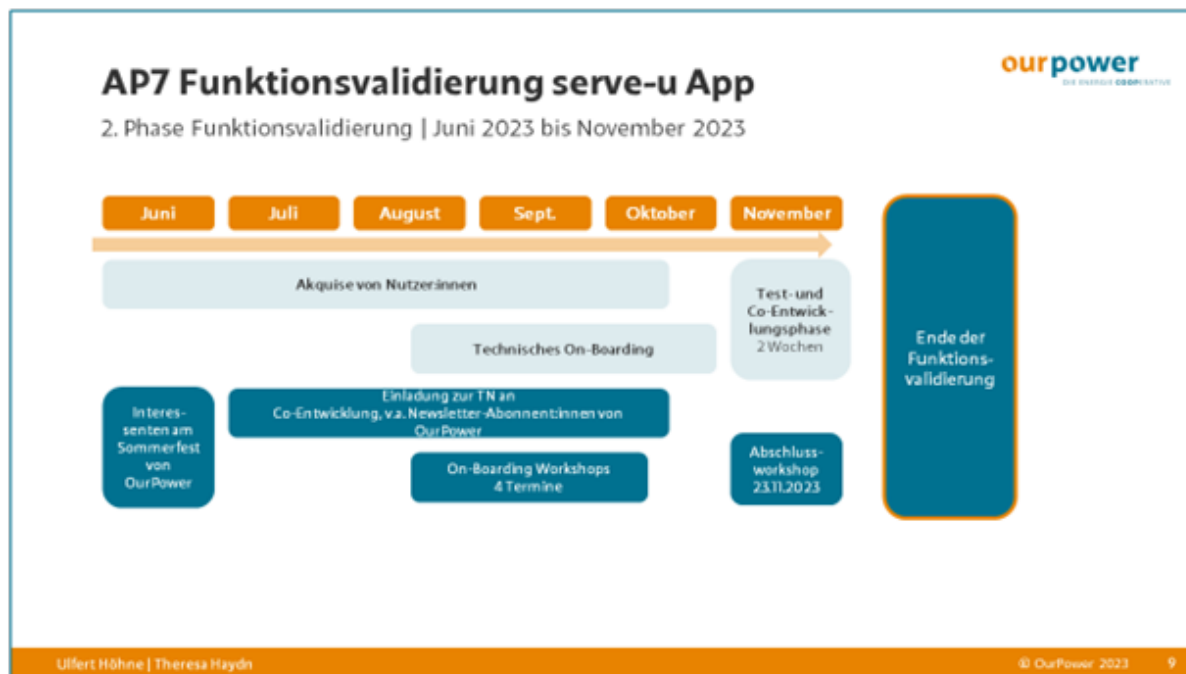 ourpower
DIE ENERGIE COOPERATIVE
AP7 Funktionsvalidierung serve-u App
2. Phase Funktionsvalidierung | Juni 2023 bis November 2023
Juni
Juli
August
Sept.
Oktober
November
Akquise von Nutzer:innen
Technisches On-Boarding
Test- und
Co-Entwick-
lungsphase
2 Wochen
Interes-
senten am
Sommerfest
von
OurPower
Einladung zur TN an
Co-Entwicklung, v.a. Newsletter-Abonnent:innen von
OurPower
On-Boarding Workshops
4 Termine
Abschluss-
workshop
23.11.2023
Ende der
Funktions-
validierung
Ulfert Höhne | Theresa Haydn
© OurPower 2023
9